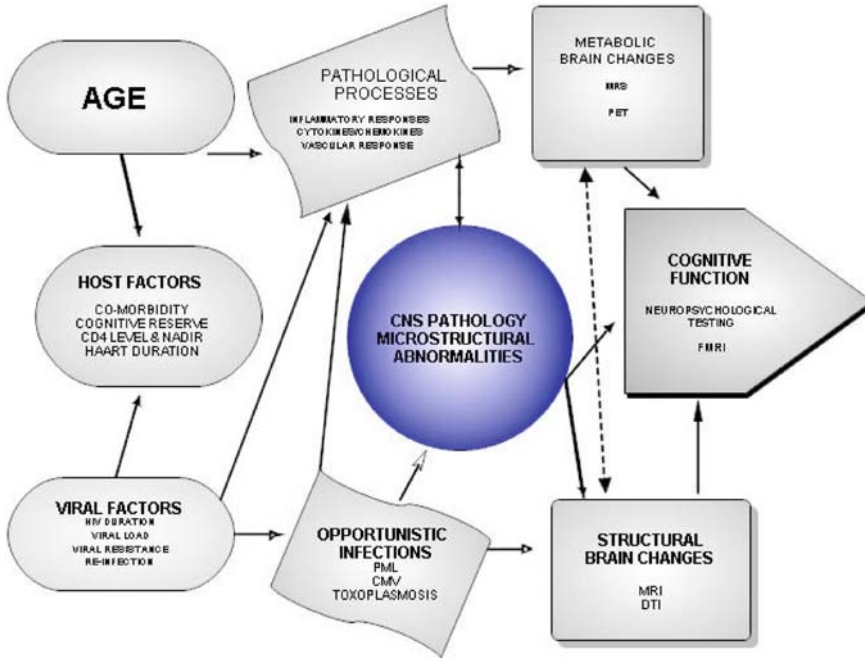 AGE
PATHOLOGICAL
PROCESSES
INFLAMMATORY RESPONSES
CYTOKINES/CHEMOKINES
VASCULAR RESPONSE
METABOLIC
BRAIN CHANGES
MRS
PET
HOST FACTORS
CO-MORBIDITY
COGNITIVE RESERVE
CD4 LEVEL & NADIR
HAART DURATION
CNS PATHOLOGY
MICROSTRUCTURAL
ABNORMALITIES
COGNITIVE
FUNCTION
NEUROPSYCHOLOGICAL
TESTING
FMRI
VIRAL FACTORS
HIV DURATION
VIRAL LOAD
VIRAL RESISTANCE
RE-INFECTION
OPPORTUNISTIC
INFECTIONS
PML
CMV
TOXOPLASMOSIS
STRUCTURAL
BRAIN CHANGES
MRI
DTI